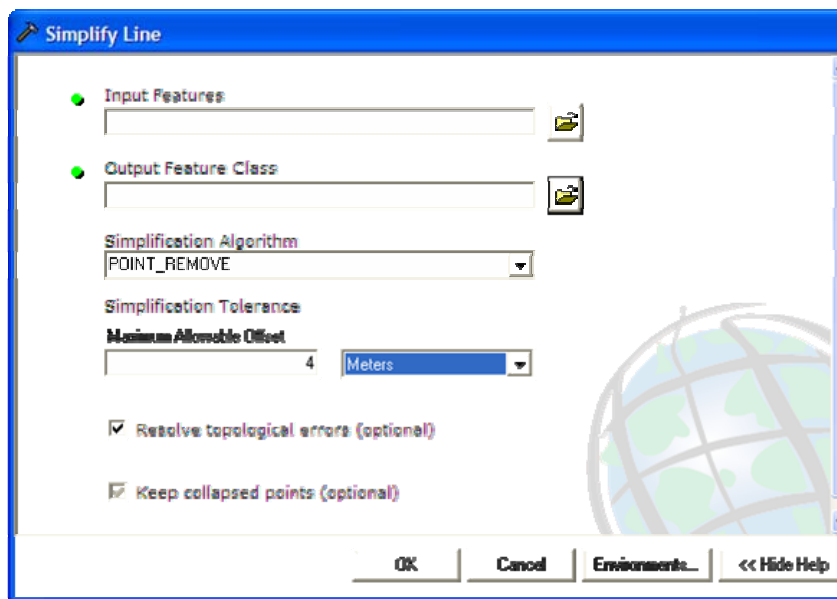 Simplify Line
Input Features
Output Feature Class
Simplification Algorithm
POINT_REMOVE
Simplification Tolerance
Maximum Allowable Offset
4 Meters
Resolve topological errors (optional)
Keep collapsed points (optional)
OK Cancel Environments... << Hide Help